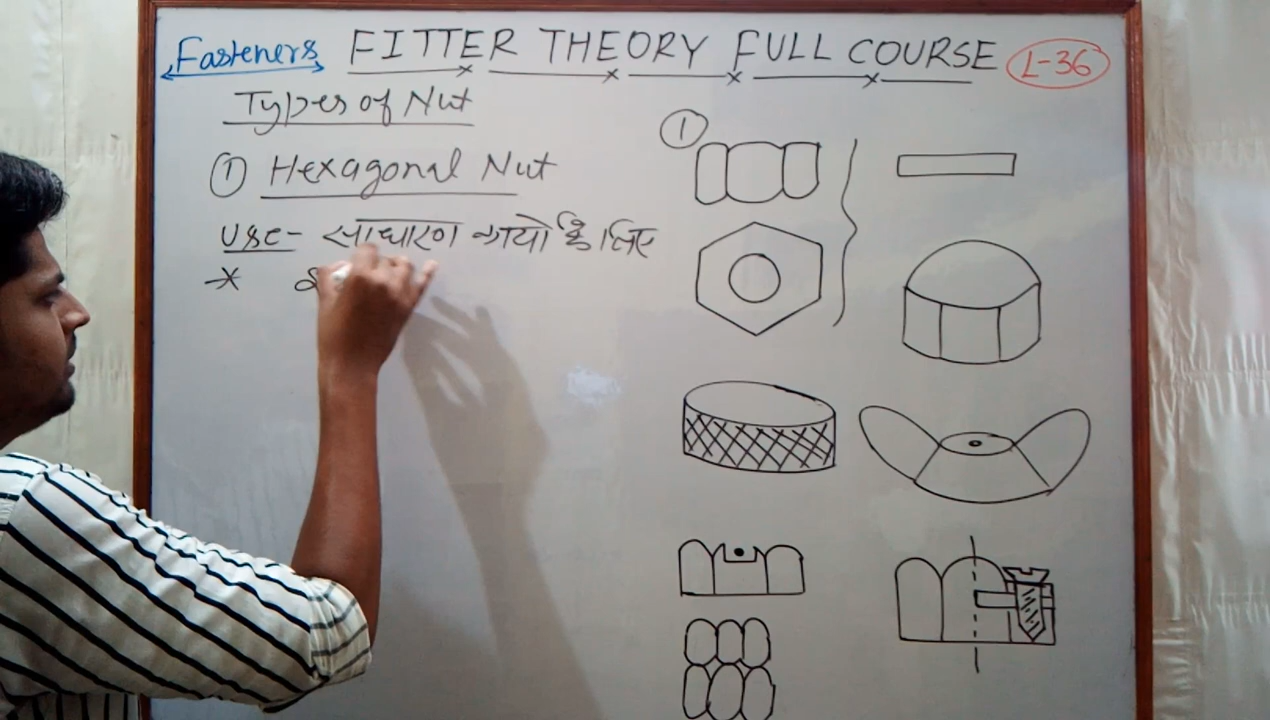 Fasteners FITTER THEORY FULL COURSE L-36
Types of Nut
① Hexagonal Nut
①
use- साधारण कार्यो के लिए
*